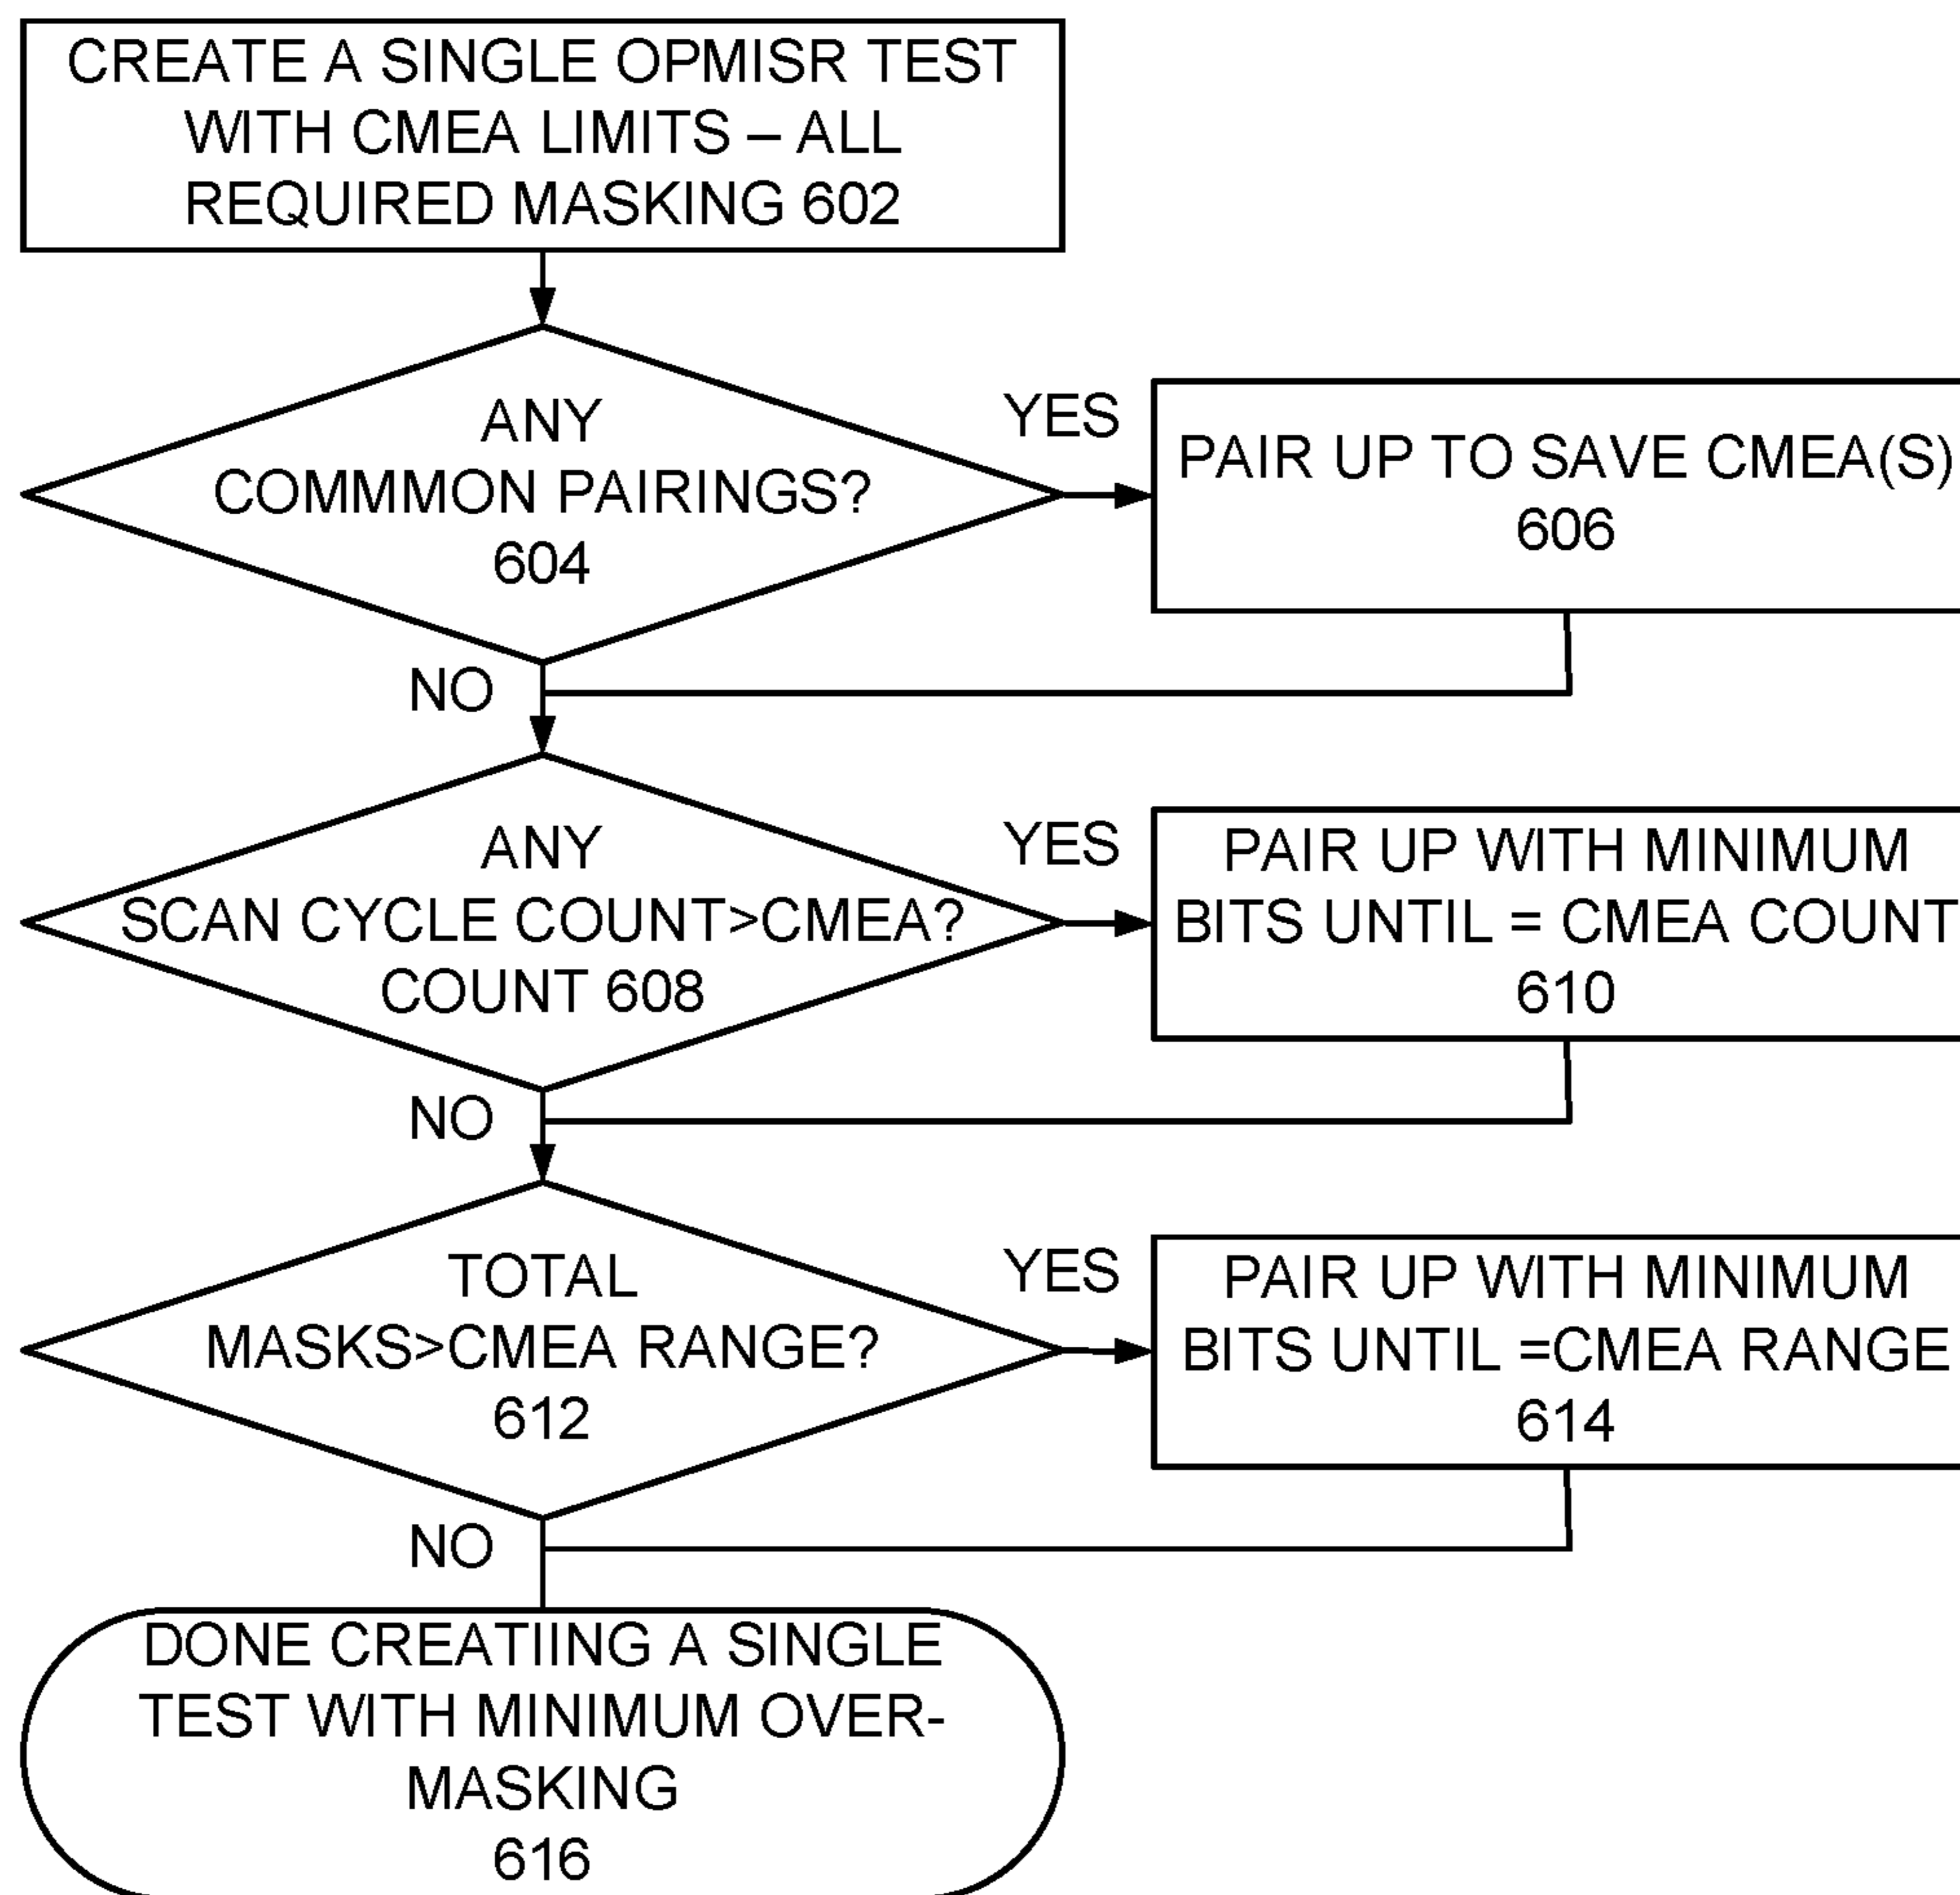 CREATE A SINGLE OPMISR TEST
WITH CMEA LIMITS – ALL
REQUIRED MASKING 602
ANY
COMMMON PAIRINGS?
604
YES
PAIR UP TO SAVE CMEA(S)
606
NO
ANY
SCAN CYCLE COUNT>CMEA?
COUNT 608
YES
PAIR UP WITH MINIMUM
BITS UNTIL = CMEA COUNT
610
NO
TOTAL
MASKS>CMEA RANGE?
612
YES
PAIR UP WITH MINIMUM
BITS UNTIL =CMEA RANGE
614
NO
DONE CREATIING A SINGLE
TEST WITH MINIMUM OVER-
MASKING
616